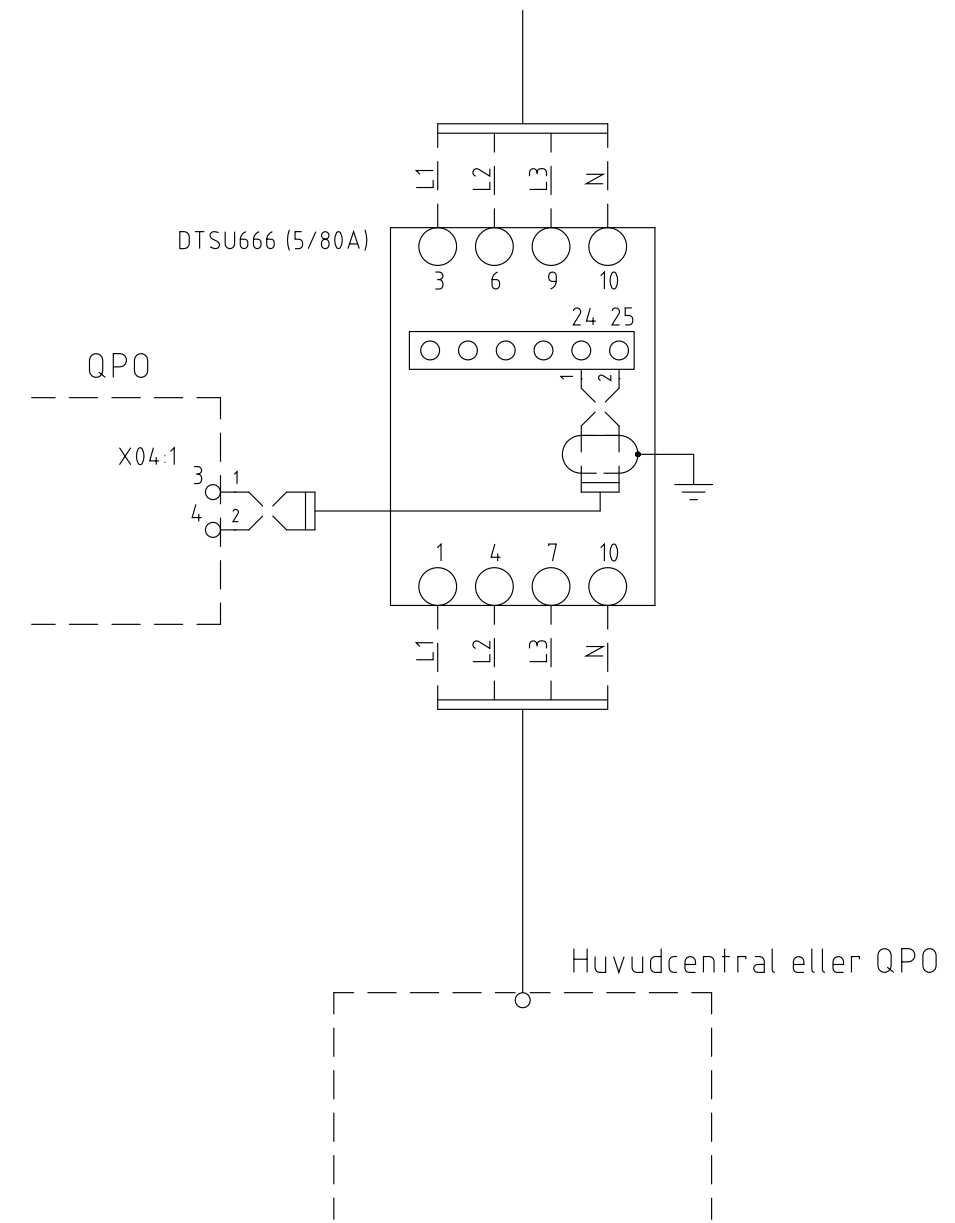 L1 L2 L3 N
DTSU666 (5/80A)
3 6 9 10
24 25
1 2
QPO
X04:1
3 1
4 2
1 4 7 10
L1 L2 L3 N
Huvudcentral eller QPO